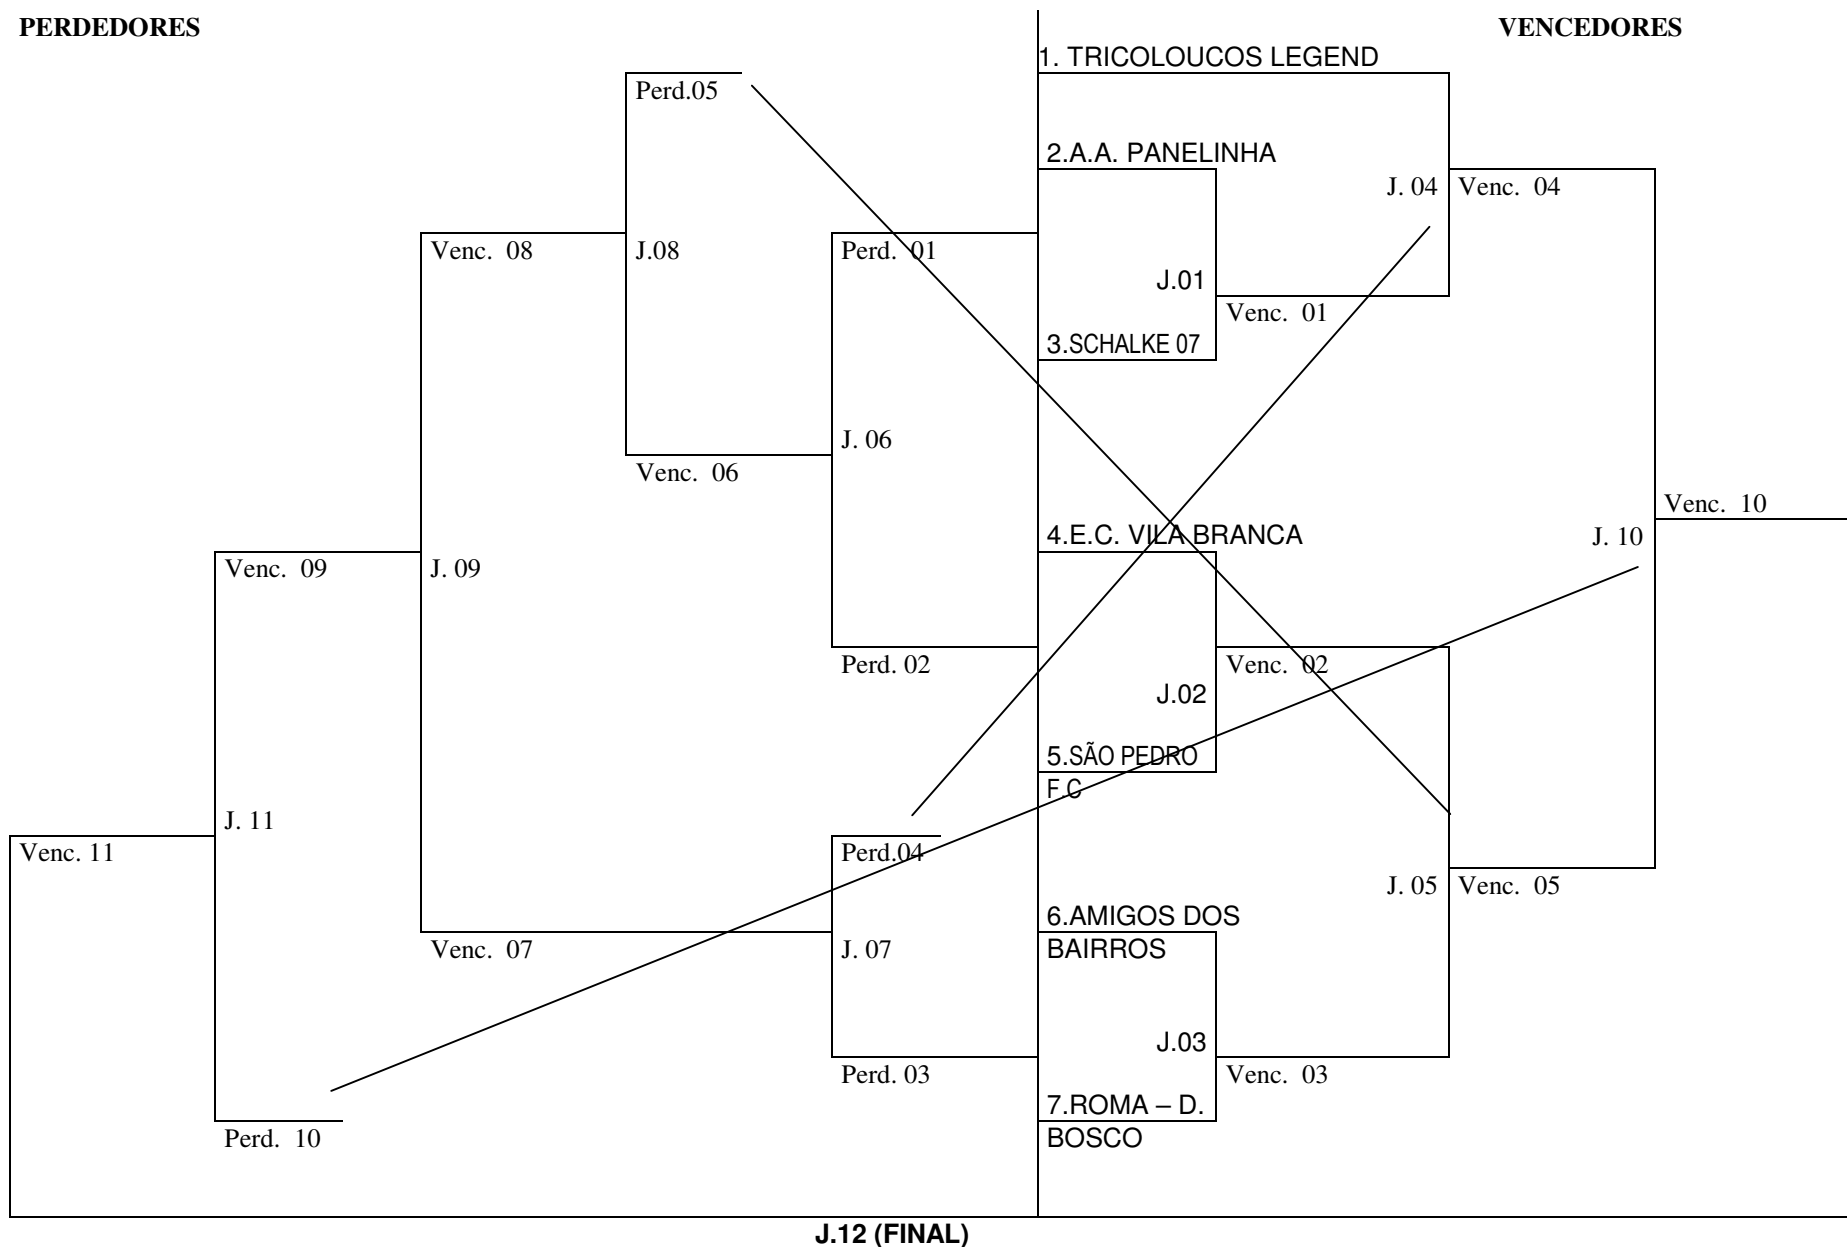 PERDEDORES
VENCEDORES
1. TRICOLOUCOS LEGEND
Perd.05
2.A.A. PANELINHA
J. 04
Venc. 04
Venc. 08
J.08
Perd. 01
J.01
Venc. 01
3.SCHALKE 07
J. 06
Venc. 06
Venc. 10
4.E.C. VILA BRANCA
J. 10
Venc. 09
J. 09
Perd. 02
Venc. 02
J.02
5.SÃO PEDRO
F.C
J. 11
Venc. 11
Perd.04
J. 05
Venc. 05
6.AMIGOS DOS
BAIRROS
Venc. 07
J. 07
J.03
Perd. 03
Venc. 03
7.ROMA – D.
BOSCO
Perd. 10
J.12 (FINAL)